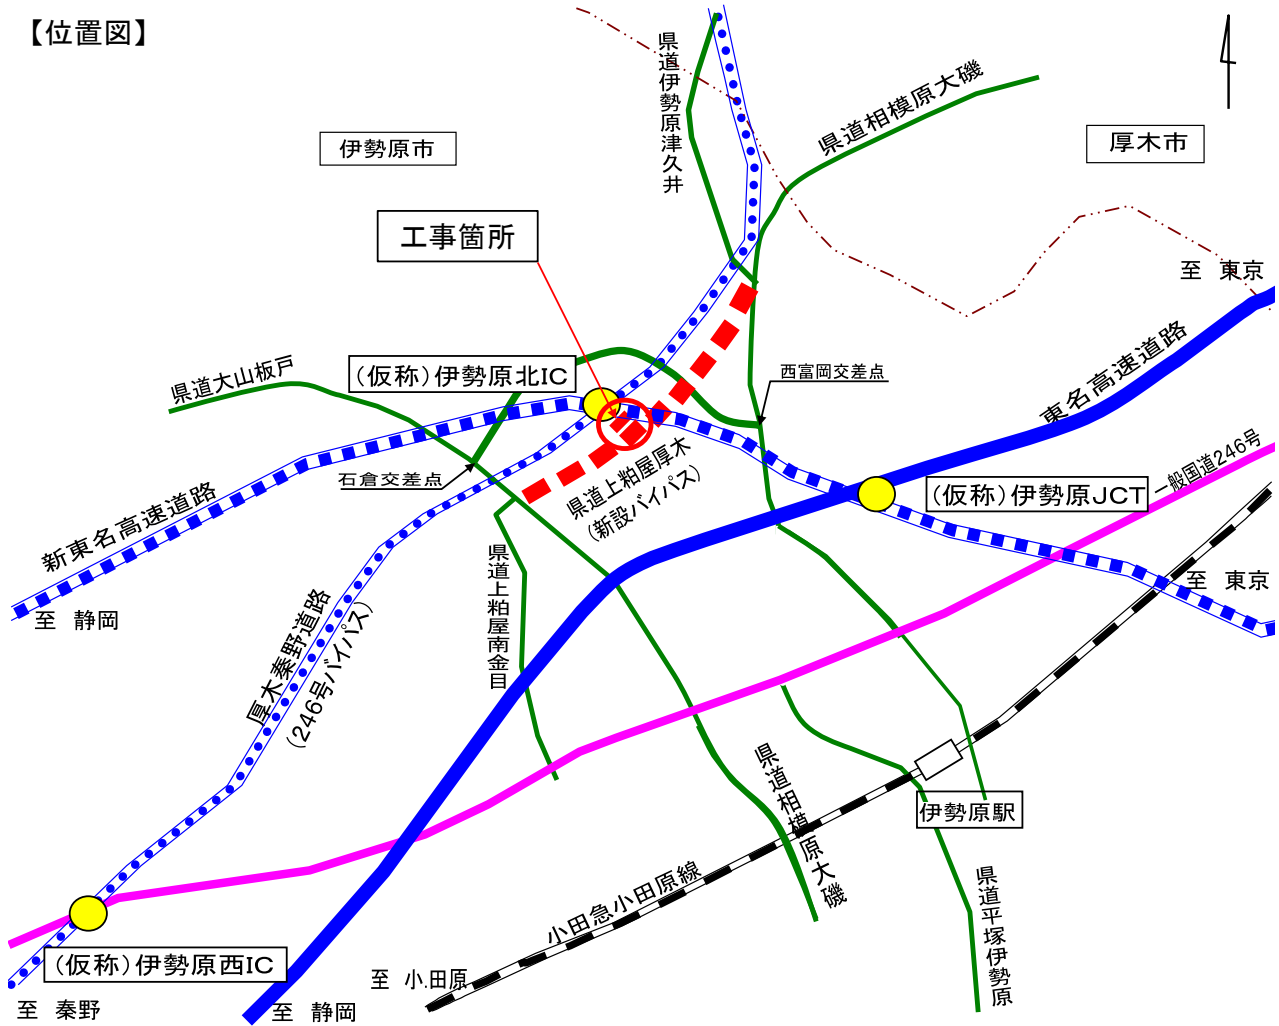 【位置図】
県道伊勢原津久井
県道相模原大磯
伊勢原市
厚木市
工事箇所
至 東京
東名高速道路
県道大山板戸
(仮称)伊勢原北IC
西富岡交差点
一般国道246号
石倉交差点
県道上粕屋厚木
(新設バイパス)
(仮称)伊勢原JCT
新東名高速道路
至 静岡
県道上粕屋南金目
至 東京
厚木秦野道路
(246号バイパス)
県道相模原大磯
伊勢原駅
小田急小田原線
県道平塚伊勢原
(仮称)伊勢原西IC
至 小.田原
至 秦野
至 静岡